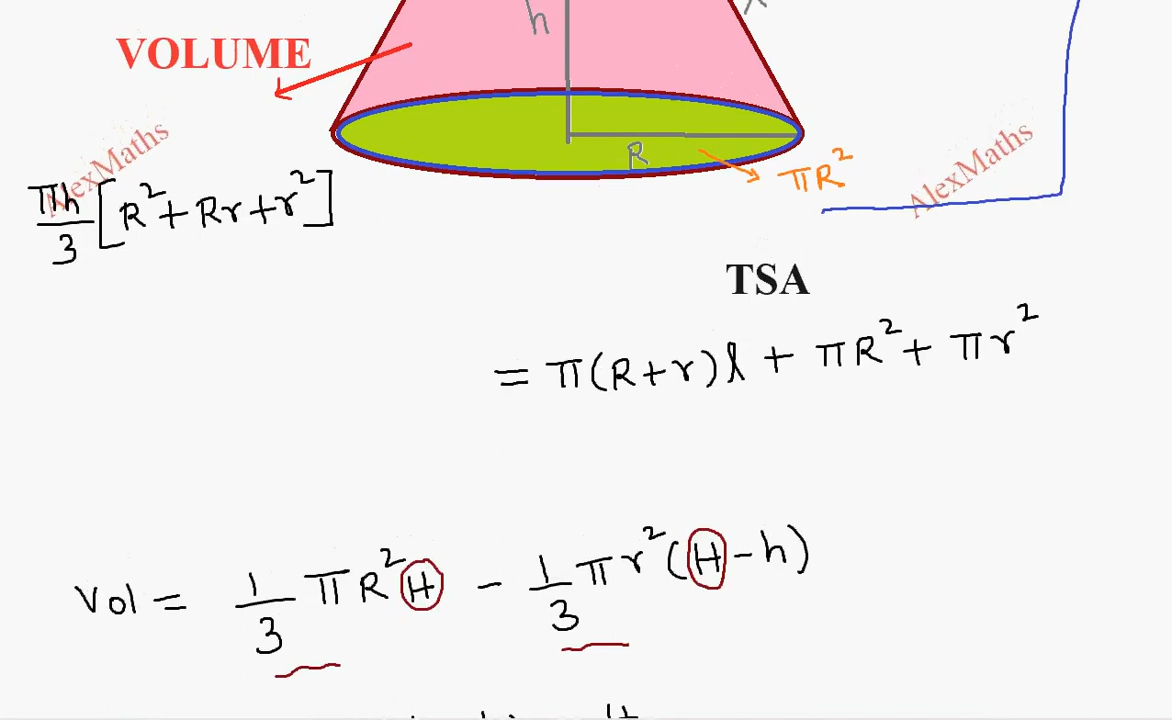 h
VOLUME
R
πR²
AlexMaths
AlexMaths
πh/3 [R² + Rr + r²]
TSA
= π(R+r)l + πR² + πr²
Vol = 1/3 πR²H - 1/3 πr²(H-h)